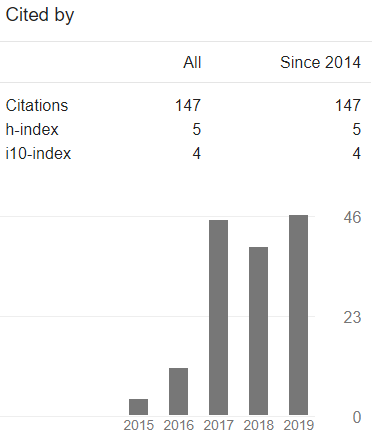 Cited by
All Since 2014
Citations 147 147
h-index 5 5
i10-index 4 4
46
23
0
2015 2016 2017 2018 2019